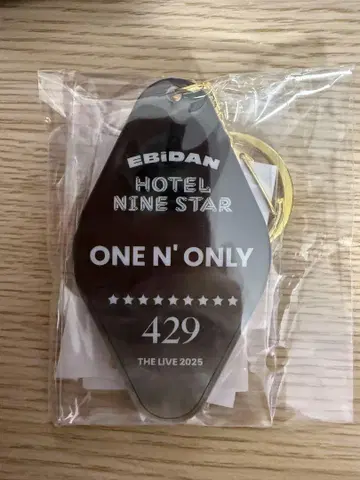 EBiDAN
HOTEL
NINE STAR
ONE N' ONLY
★★★★★★★★★
429
THE LIVE 2025